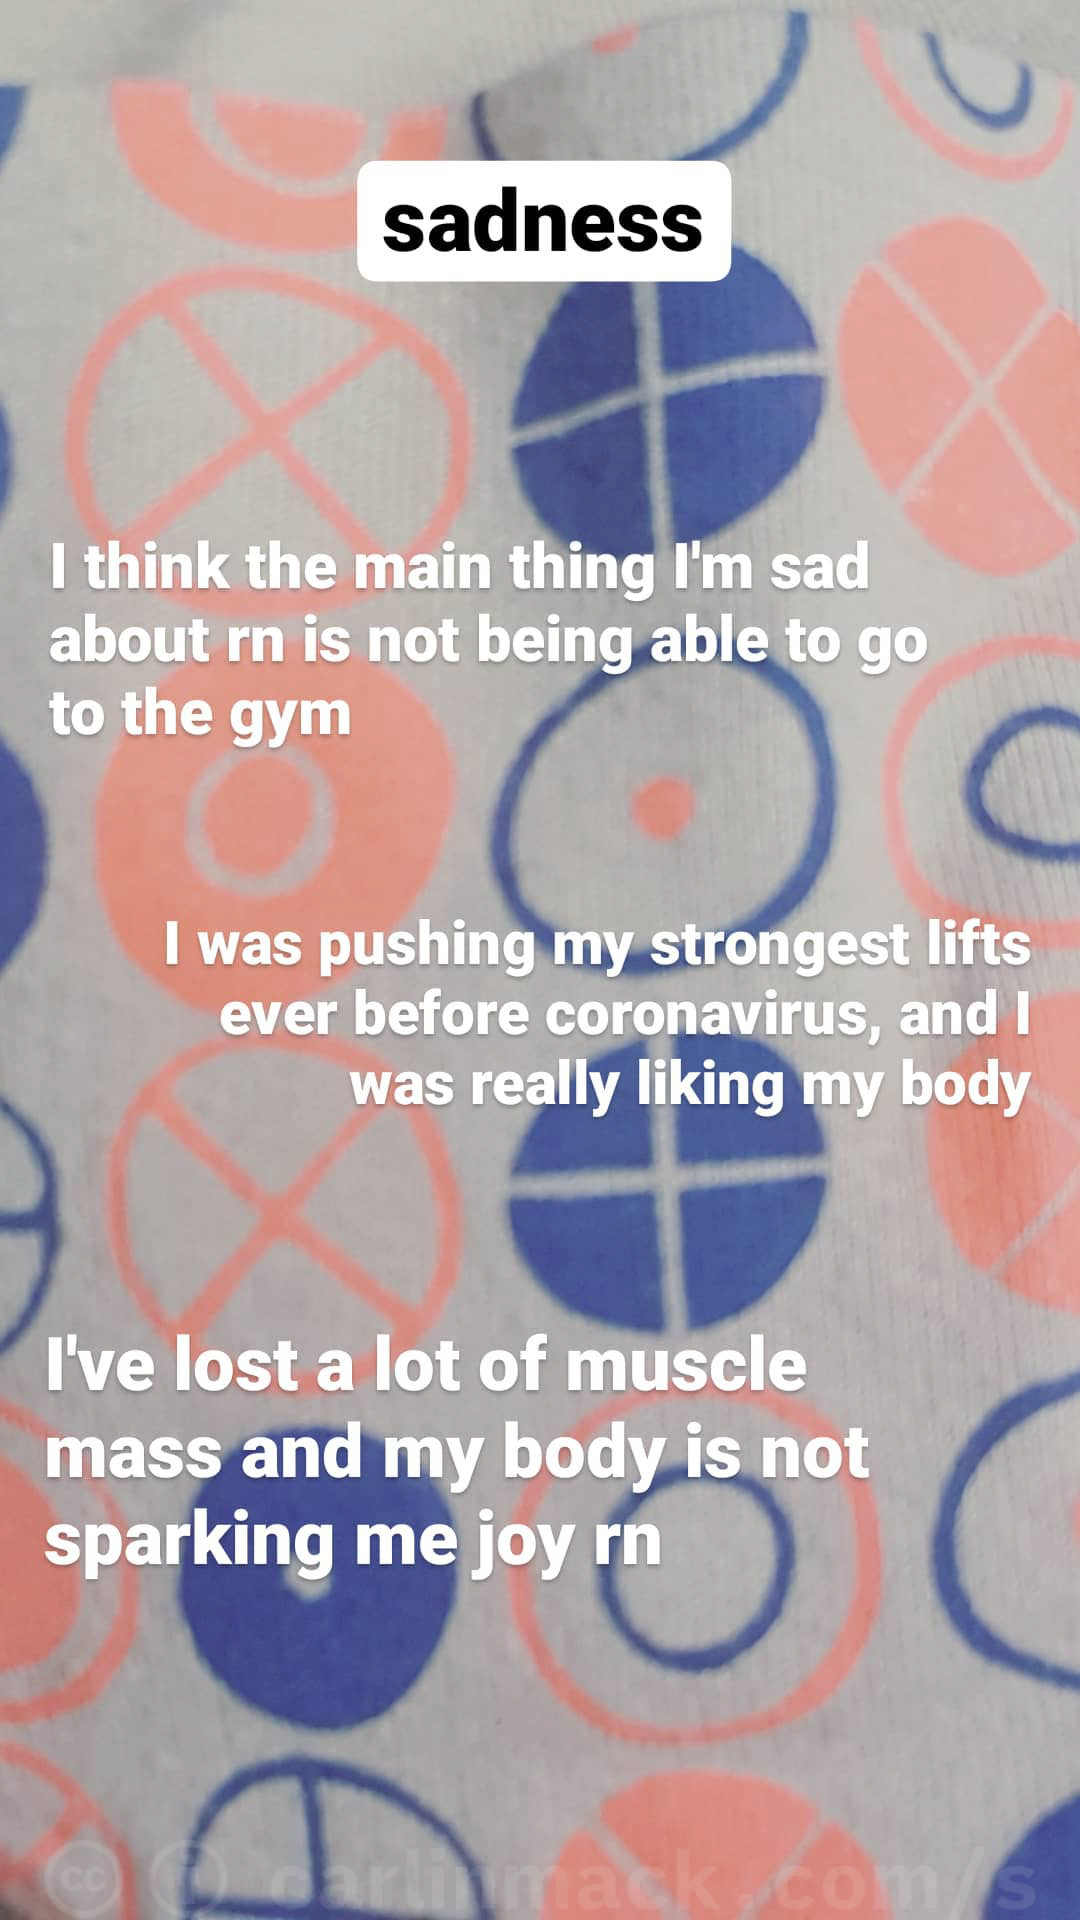 sadness
I think the main thing I'm sad
about rn is not being able to go
to the gym
I was pushing my strongest lifts
ever before coronavirus, and I
was really liking my body
I've lost a lot of muscle
mass and my body is not
sparking me joy rn
cc i carlinmack.com/s